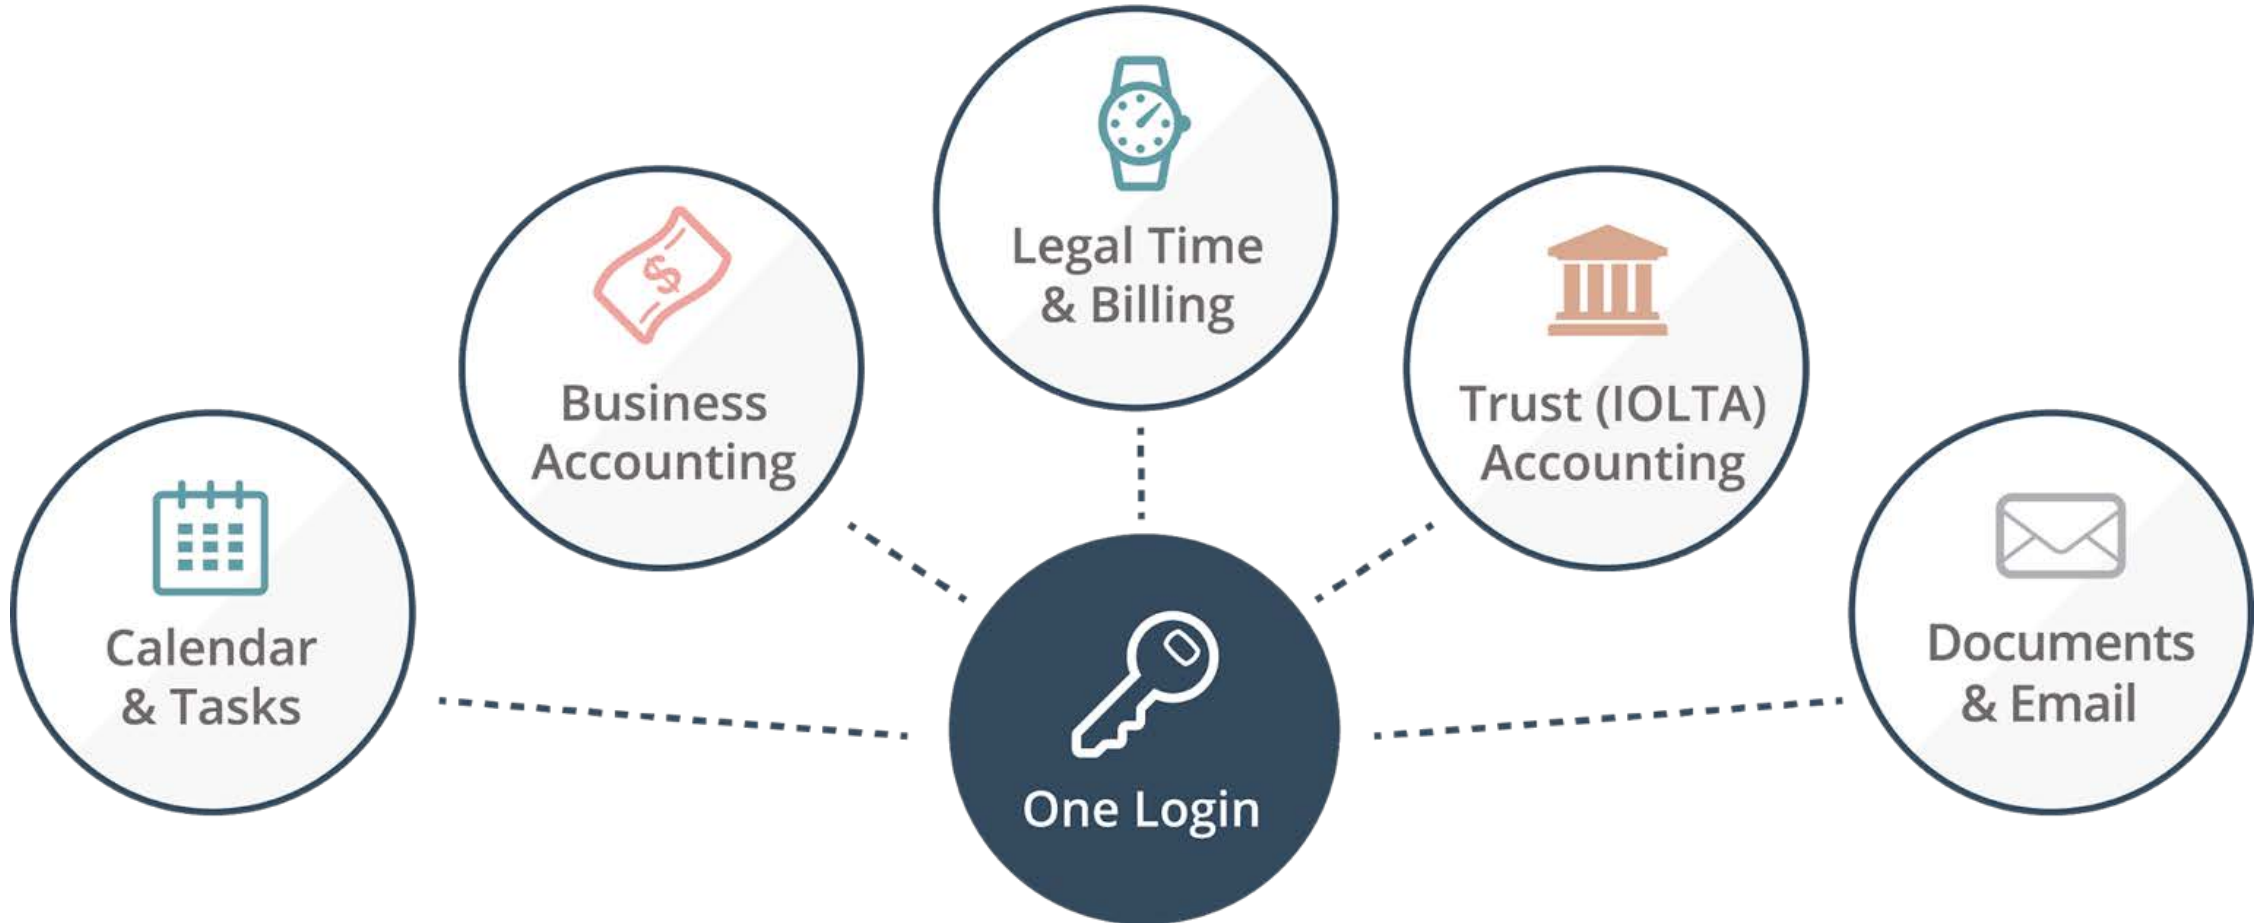 Legal Time
& Billing
Business
Accounting
Trust (IOLTA)
Accounting
Calendar
& Tasks
Documents
& Email
One Login
$